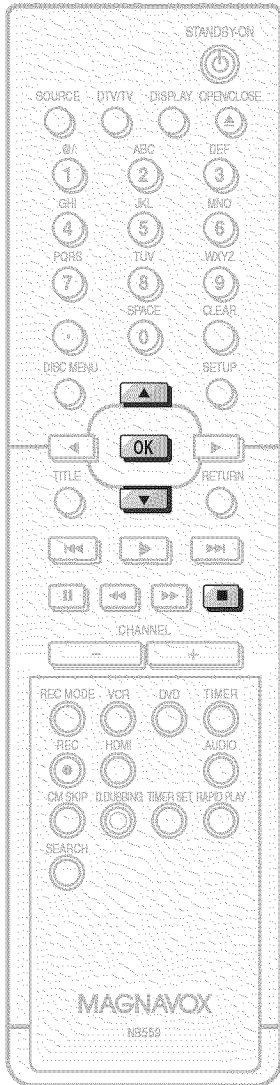 STANDBY-ON
SOURCE DTV/TV DISPLAY OPEN/CLOSE
@/: ABC DEF
1 2 3
GHI JKL MNO
4 5 6
PQRS TUV WXYZ
7 8 9
SPACE CLEAR
. 0
DISC MENU SETUP
OK
TITLE RETURN
CHANNEL
− +
REC MODE VCR DVD TIMER
REC HDMI AUDIO
CM SKIP D.DUBBING TIMER SET RAPID PLAY
SEARCH
MAGNAVOX
NB559